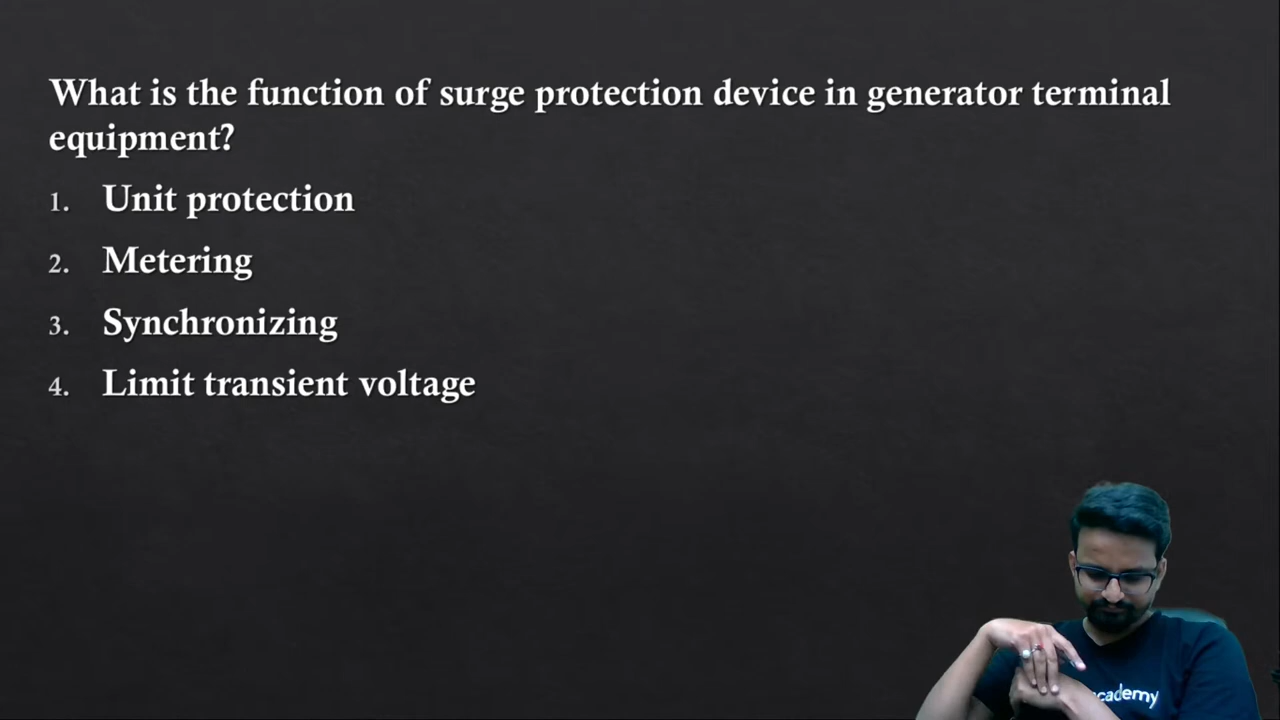 What is the function of surge protection device in generator terminal
equipment?
1. Unit protection
2. Metering
3. Synchronizing
4. Limit transient voltage
cademy